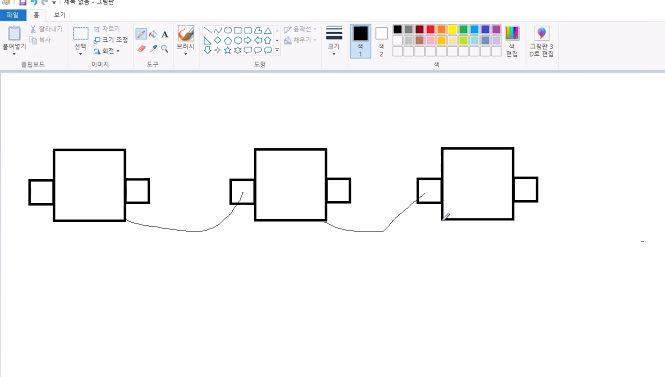 제목 없음 - 그림판
파일 홈 보기
붙여넣기
잘라내기
복사
클립보드
선택
자르기
크기 조정
회전
이미지
A
도구
브러시
윤곽선
채우기
도형
크기
색 1
색 2
색 편집
그림판 3D로 편집
색